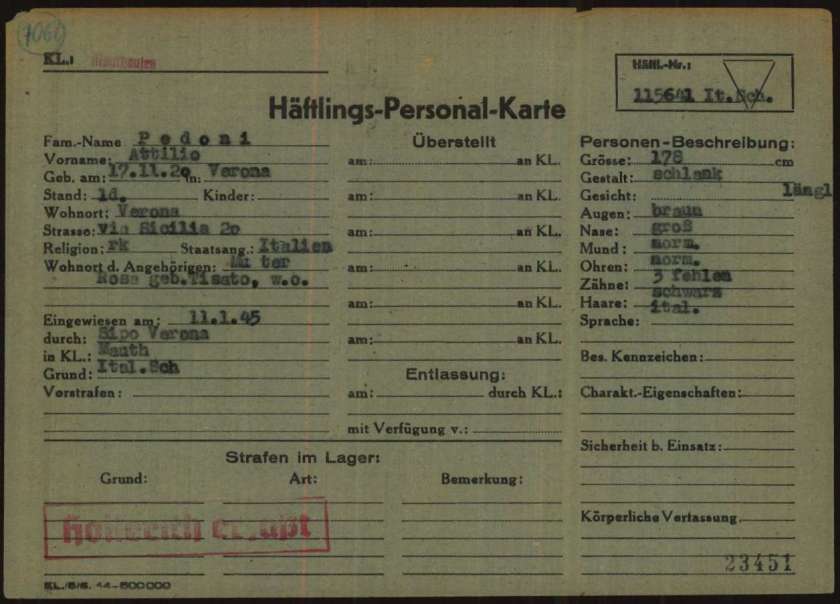 1060
KL.: Mauthausen
Häftl.-Nr.:
115641 It.Sch.
Häftlings-Personal-Karte
Fam.-Name Pedoni
Vorname: Attilio
Geb. am: 17.11.20 in: Verona
Stand: ld. Kinder:
Wohnort: Verona
Strasse: via Sicilia 20
Religion: rk Staatsang.: Italien
Wohnort d. Angehörigen: Mutter
Rosa geb.Tisato, w.o.
Eingewiesen am: 11.1.45
durch: Sipo Verona
in KL.: Mauth
Grund: Ital.Sch
Vorstrafen:
Überstellt
am: an KL.
am: an KL.
am: an KL.
am: an KL.
am: an KL.
am: an KL.
Entlassung:
am: durch KL.:
mit Verfügung v.:
Personen-Beschreibung:
Grösse: 178 cm
Gestalt: schlank
Gesicht: längl
Augen: braun
Nase: groß
Mund: norm.
Ohren: norm.
Zähne: 3 fehlen
Haare: schwarz
Sprache: ital.
Bes. Kennzeichen:
Charakt.-Eigenschaften:
Sicherheit b. Einsatz:
Körperliche Verfassung
23451
Strafen im Lager:
Grund: Art: Bemerkung:
Hollerith erfaßt
KL./5/6. 44-500000